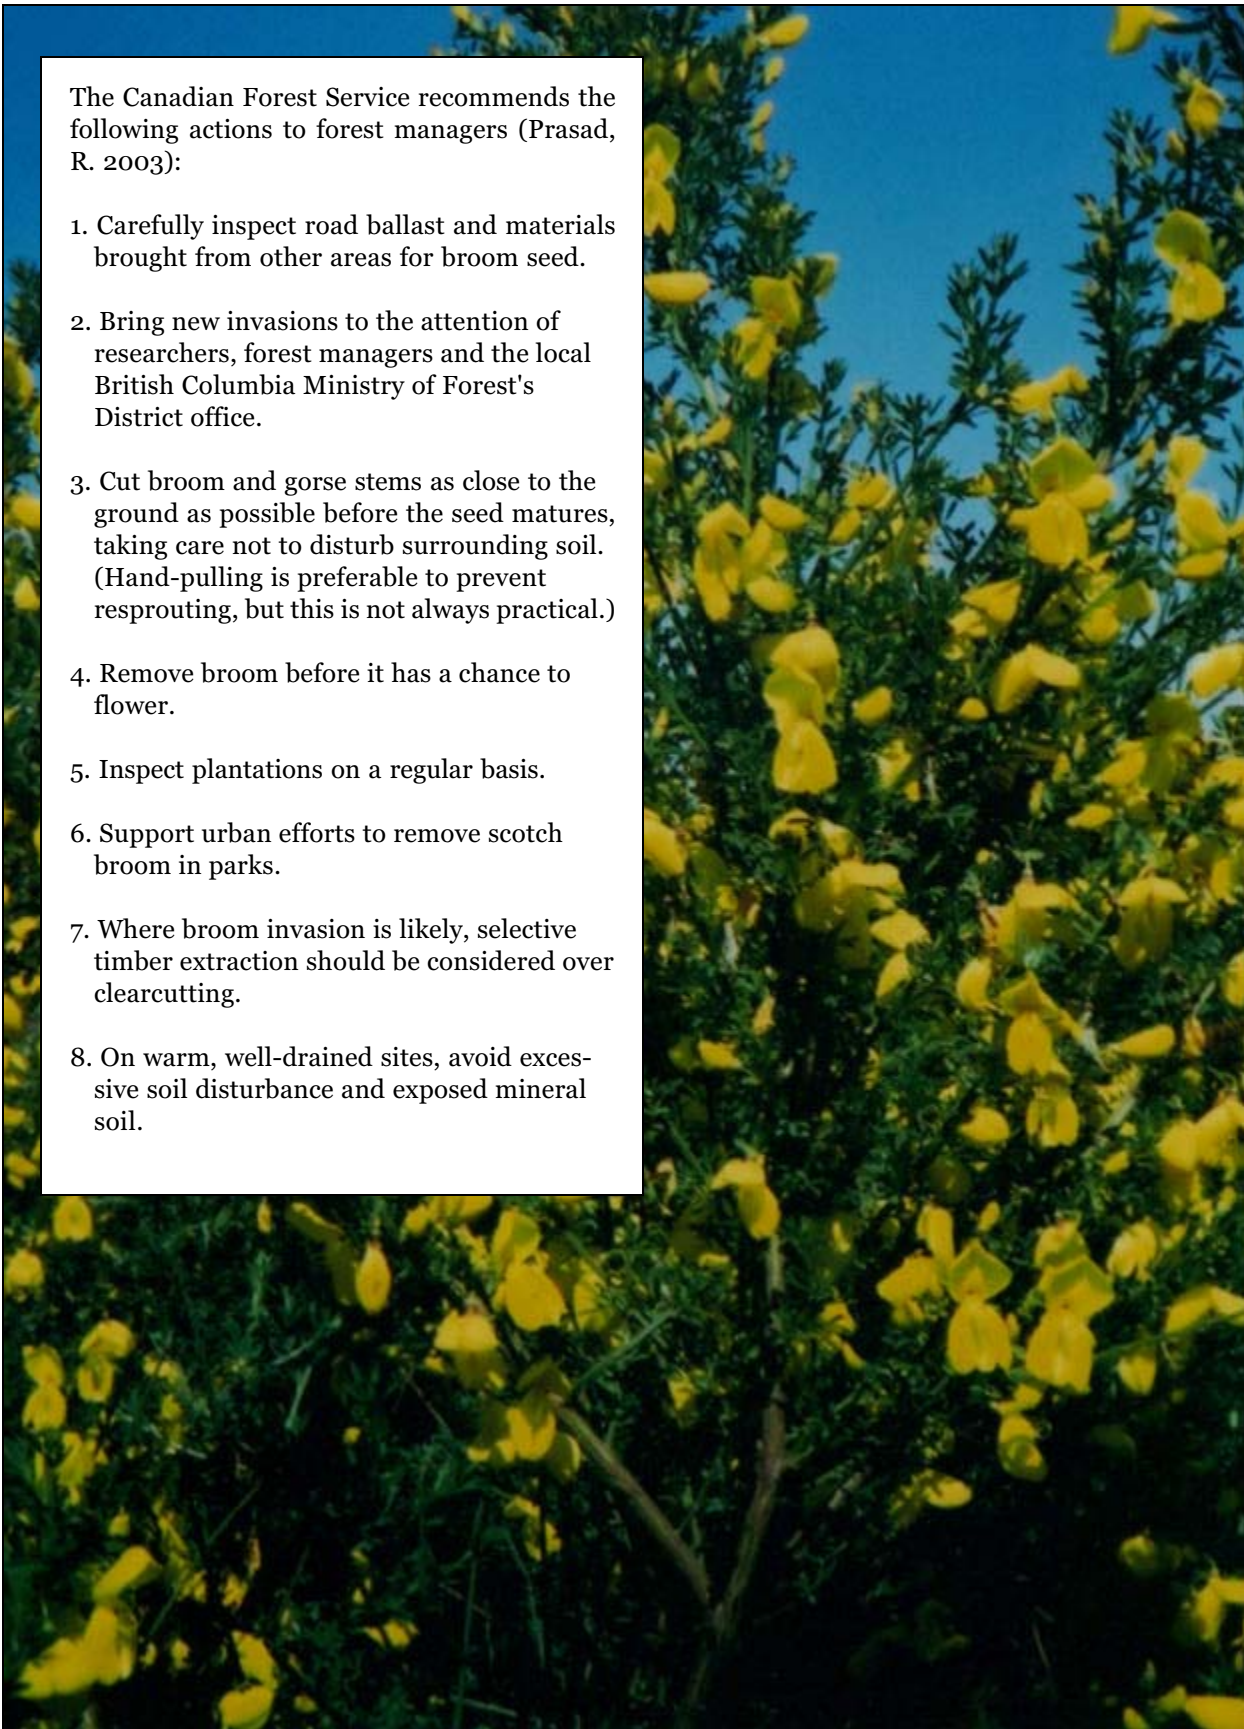 The Canadian Forest Service recommends the
following actions to forest managers (Prasad,
R. 2003):
1. Carefully inspect road ballast and materials
brought from other areas for broom seed.
2. Bring new invasions to the attention of
researchers, forest managers and the local
British Columbia Ministry of Forest's
District office.
3. Cut broom and gorse stems as close to the
ground as possible before the seed matures,
taking care not to disturb surrounding soil.
(Hand-pulling is preferable to prevent
resprouting, but this is not always practical.)
4. Remove broom before it has a chance to
flower.
5. Inspect plantations on a regular basis.
6. Support urban efforts to remove scotch
broom in parks.
7. Where broom invasion is likely, selective
timber extraction should be considered over
clearcutting.
8. On warm, well-drained sites, avoid exces-
sive soil disturbance and exposed mineral
soil.